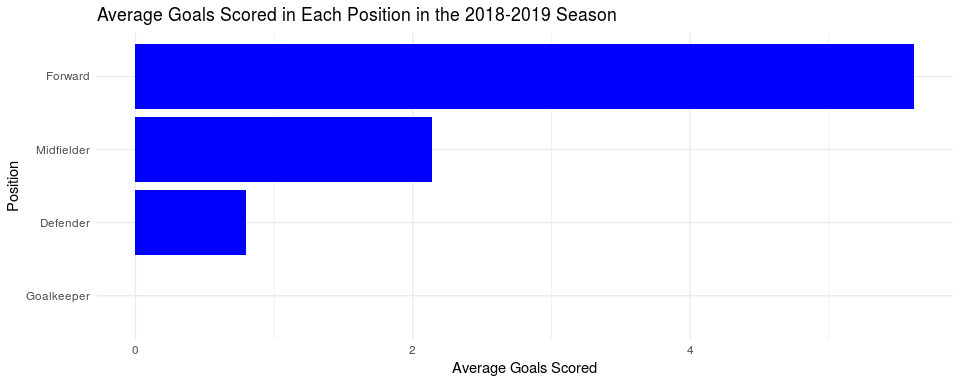 Average Goals Scored in Each Position in the 2018-2019 Season
Position
Forward
Midfielder
Defender
Goalkeeper
0 2 4
Average Goals Scored